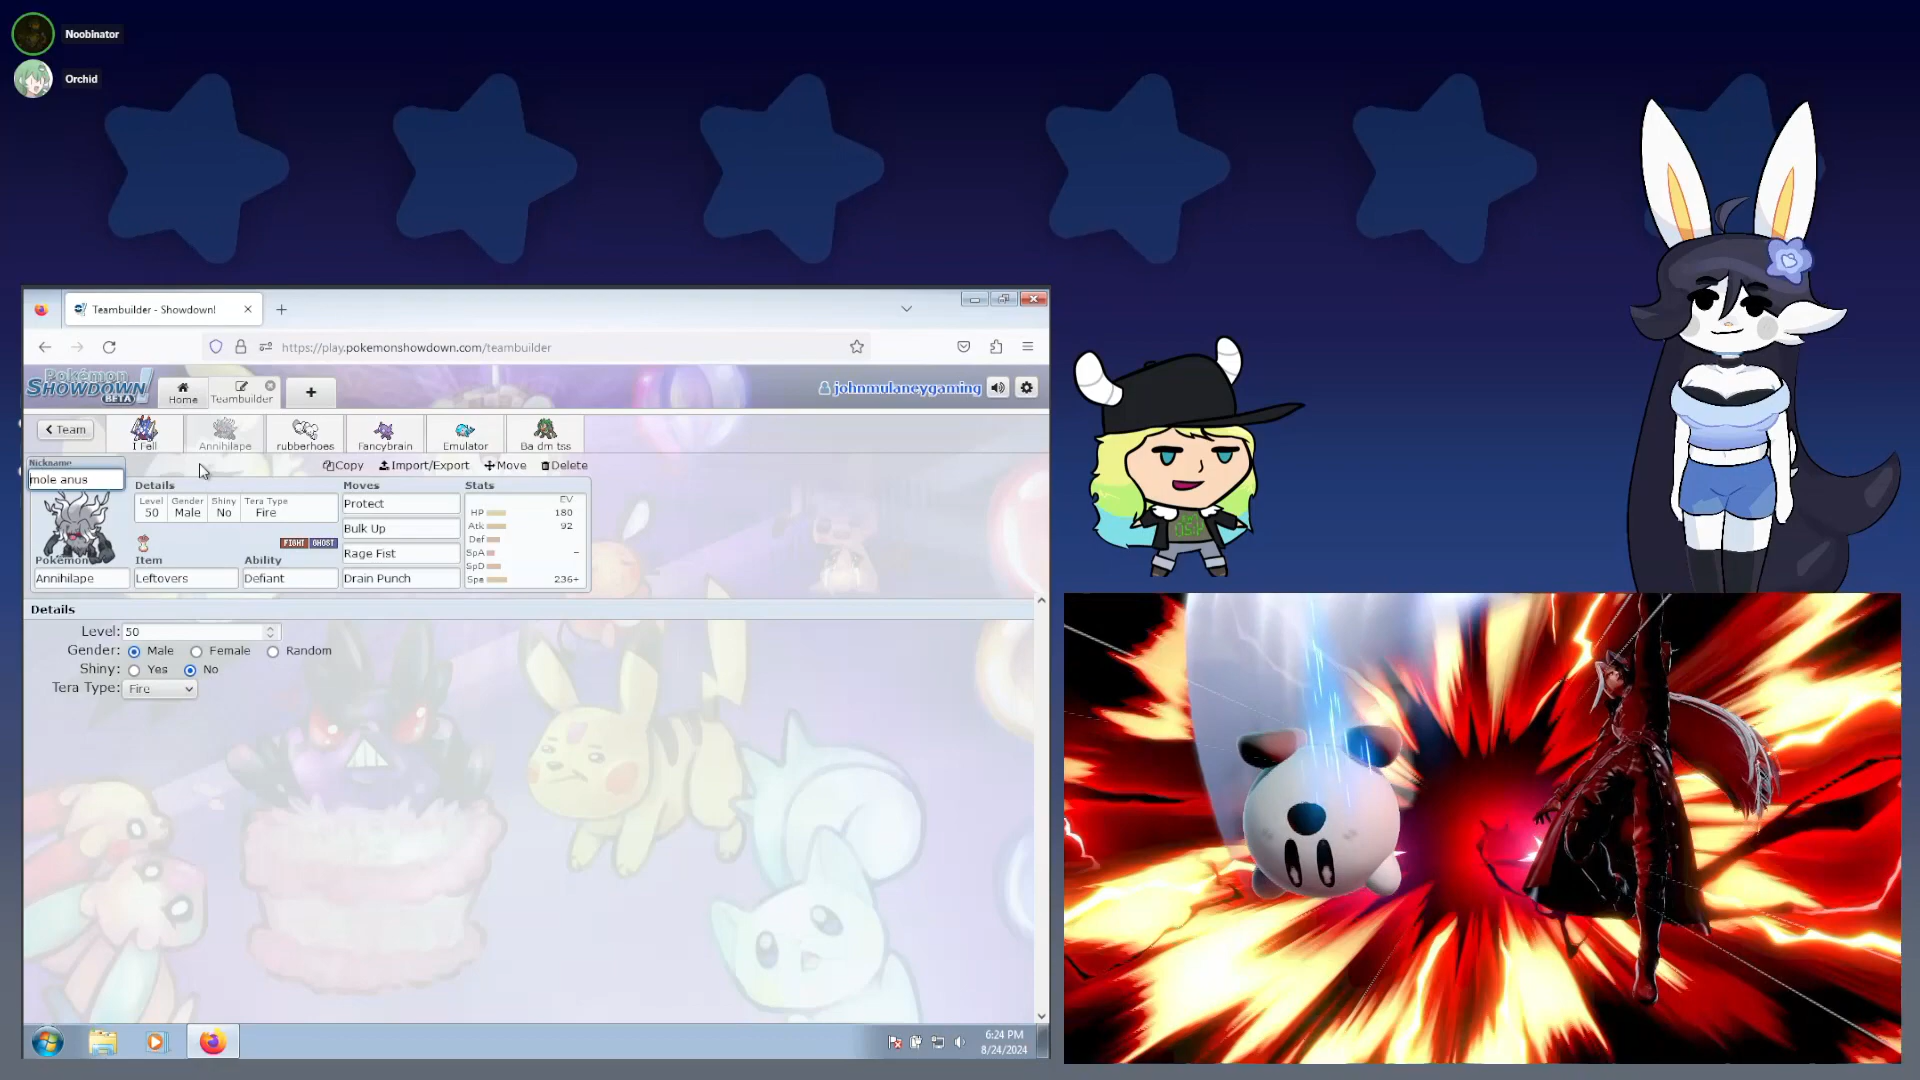 Noobinator
Orchid
Teambuilder - Showdown!
https://play.pokemonshowdown.com/teambuilder
Pokémon SHOWDOWN! BETA
Home
Teambuilder
johnmulaneygaming
Team
I Fell
Annihilape
rubberhoes
Fancybrain
Emulator
Ba dm tss
Nickname
mole anus
Copy
Import/Export
Move
Delete
Details
Level 50
Gender Male
Shiny No
Tera Type Fire
Moves
Protect
Bulk Up
Rage Fist
Drain Punch
Stats
EV
HP 180
Atk 92
Def
SpA −
SpD
Spe 236+
FIGHT GHOST
Pokémon
Annihilape
Item
Leftovers
Ability
Defiant
Details
Level: 50
Gender: Male Female Random
Shiny: Yes No
Tera Type: Fire
6:24 PM
8/24/2024